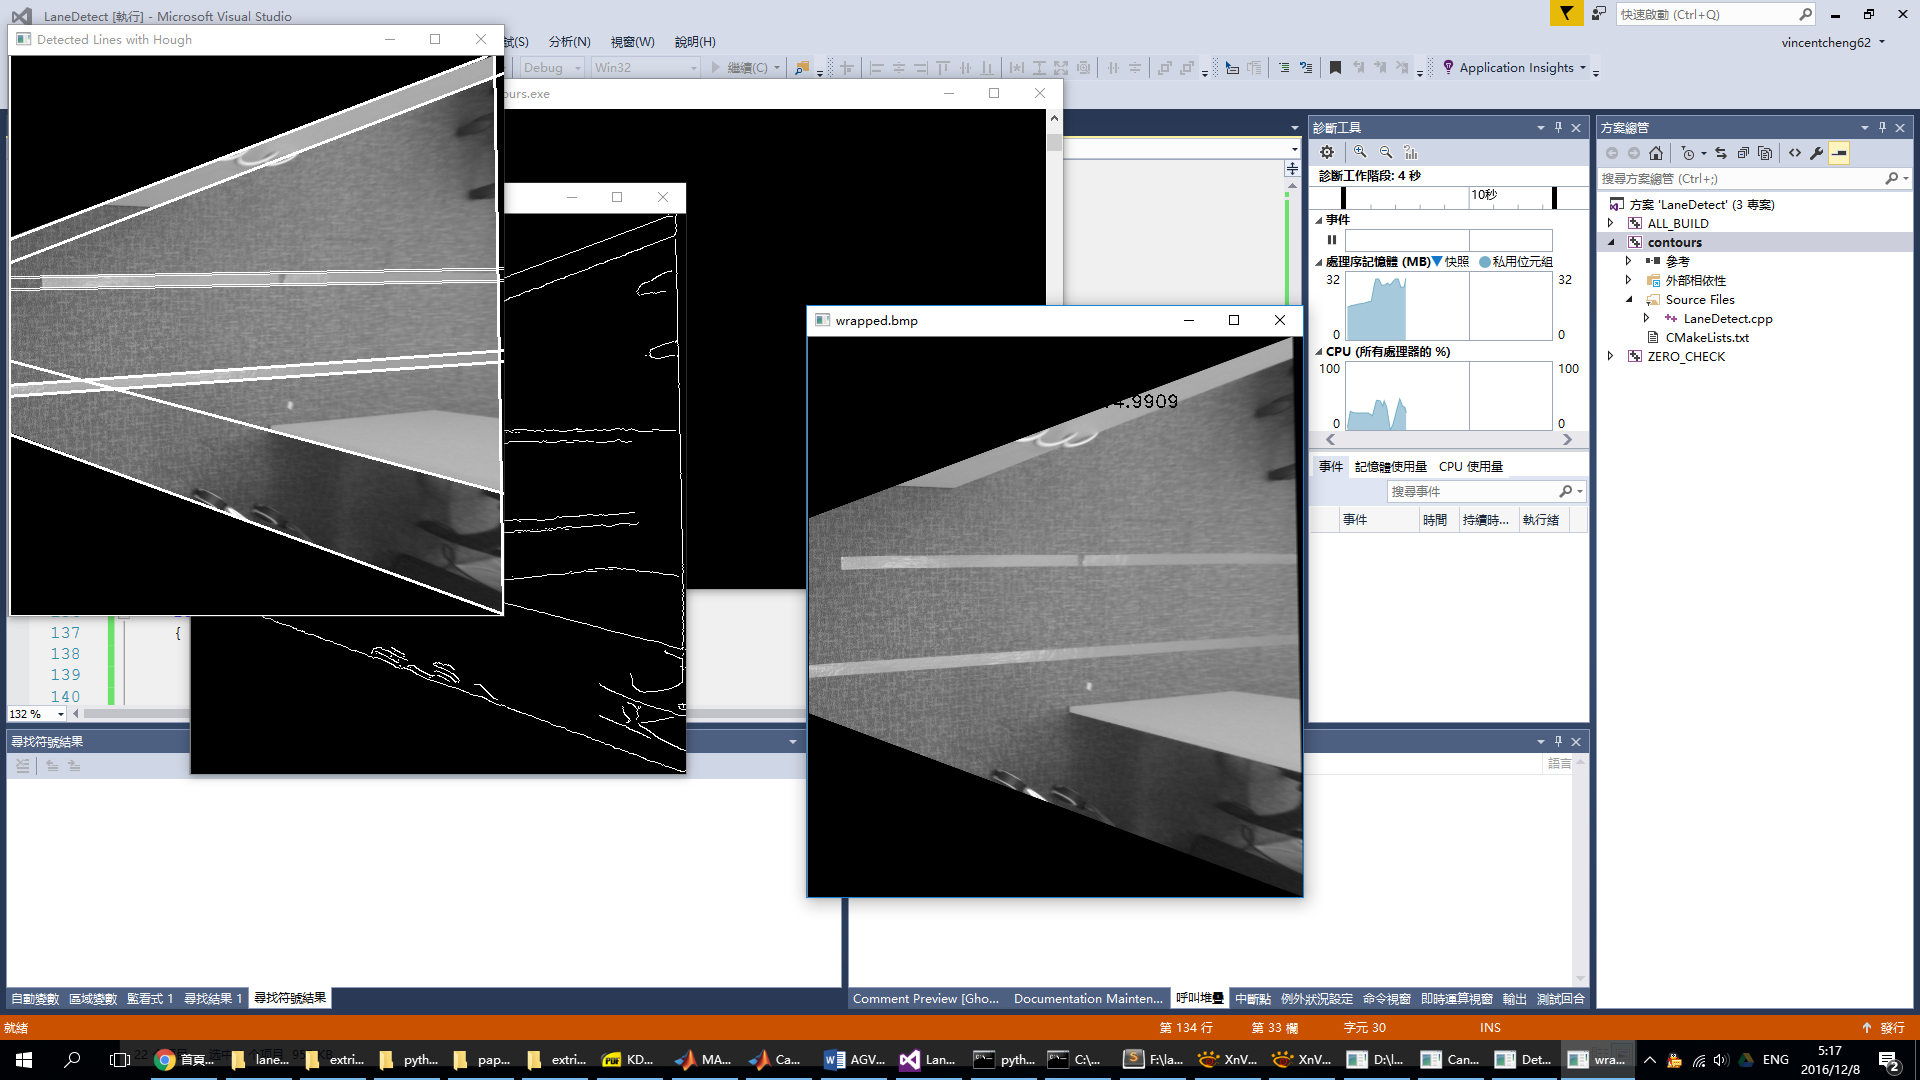 LaneDetect [執行] - Microsoft Visual Studio
快速啟動 (Ctrl+Q)
Detected Lines with Hough
試(S) 分析(N) 視窗(W) 說明(H)
vincentcheng62
Debug Win32 繼續(C) Application Insights
ours.exe
診斷工具
方案總管
診斷工作階段: 4 秒
搜尋方案總管 (Ctrl+;)
10秒
事件
處理序記憶體 (MB) 快照 私用位元組
32 32
0 0
CPU (所有處理器的 %)
100 100
0 0
事件 記憶體使用量 CPU 使用量
搜尋事件
事件 時間 持續時... 執行緒
方案 'LaneDetect' (3 專案)
ALL_BUILD
contours
參考
外部相依性
Source Files
LaneDetect.cpp
CMakeLists.txt
ZERO_CHECK
wrapped.bmp
4.9909
137 {
138
139
140
132 %
尋找符號結果
語言
自動變數 區域變數 監看式 1 尋找結果 1 尋找符號結果
Comment Preview [Gho... Documentation Mainten... 呼叫堆疊 中斷點 例外狀況設定 命令視窗 即時運算視窗 輸出 測試回合
就緒 第 134 行 第 33 欄 字元 30 INS 發行
首頁... lane... extri... pyth... pap... extri... KD... MA... Ca... AGV... Lan... pyth... C:\... F:\la... XnV... XnV... D:\l... Can... Det... wra... ENG
5:17
2016/12/8
2